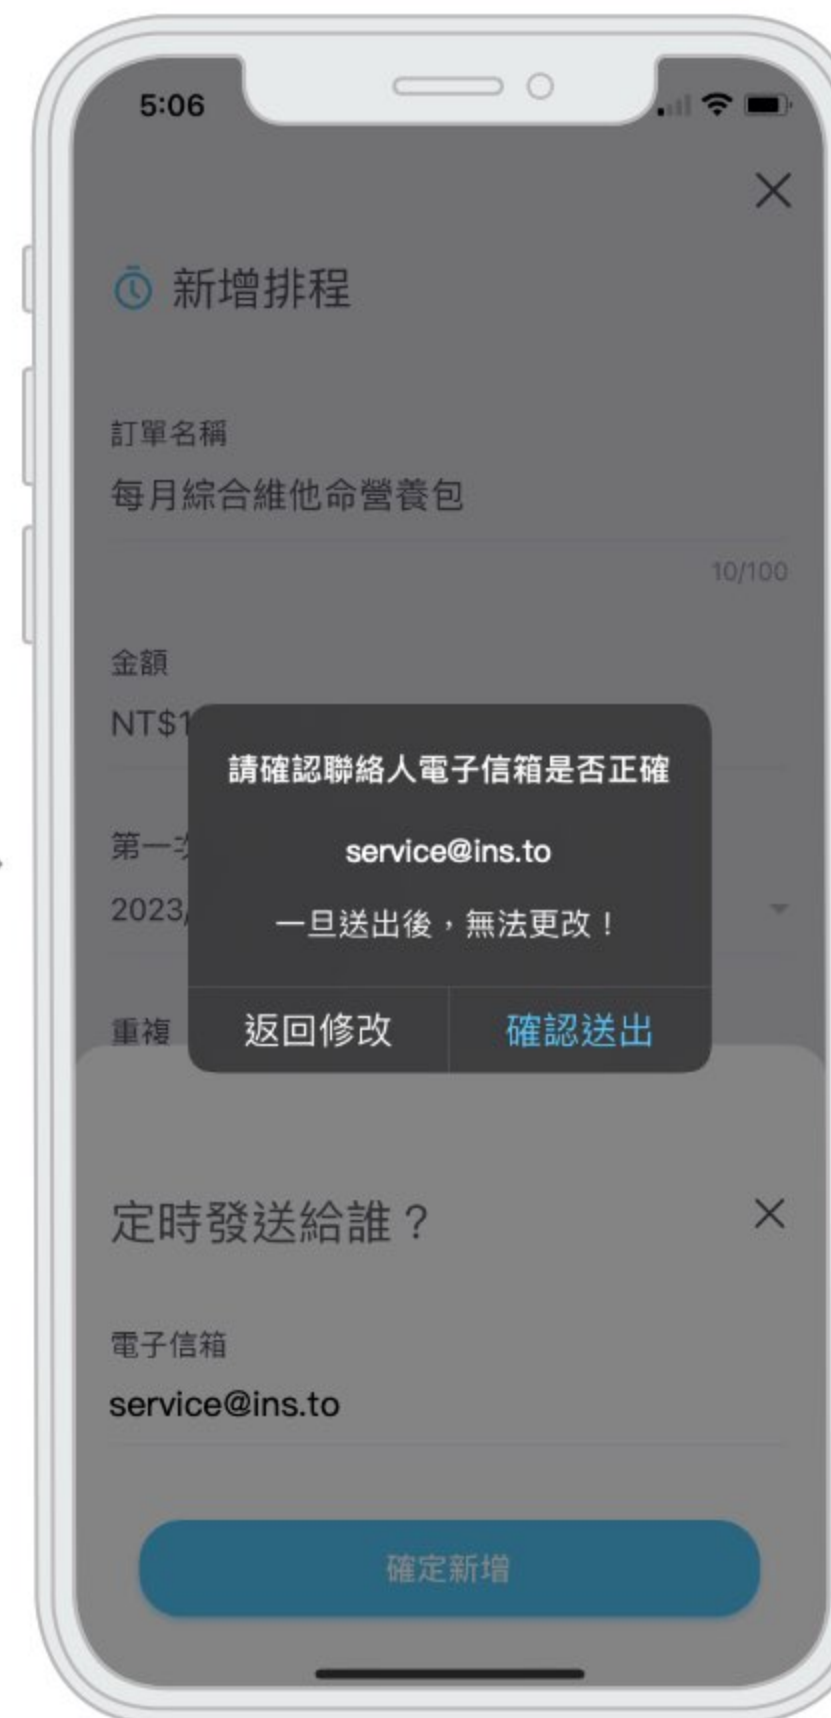 5:06
新增排程
訂單名稱
每月綜合維他命營養包
10/100
金額
NT$1
請確認聯絡人電子信箱是否正確
第一次
service@ins.to
2023/
一旦送出後，無法更改！
重複
返回修改
確認送出
定時發送給誰？
電子信箱
service@ins.to
確定新增